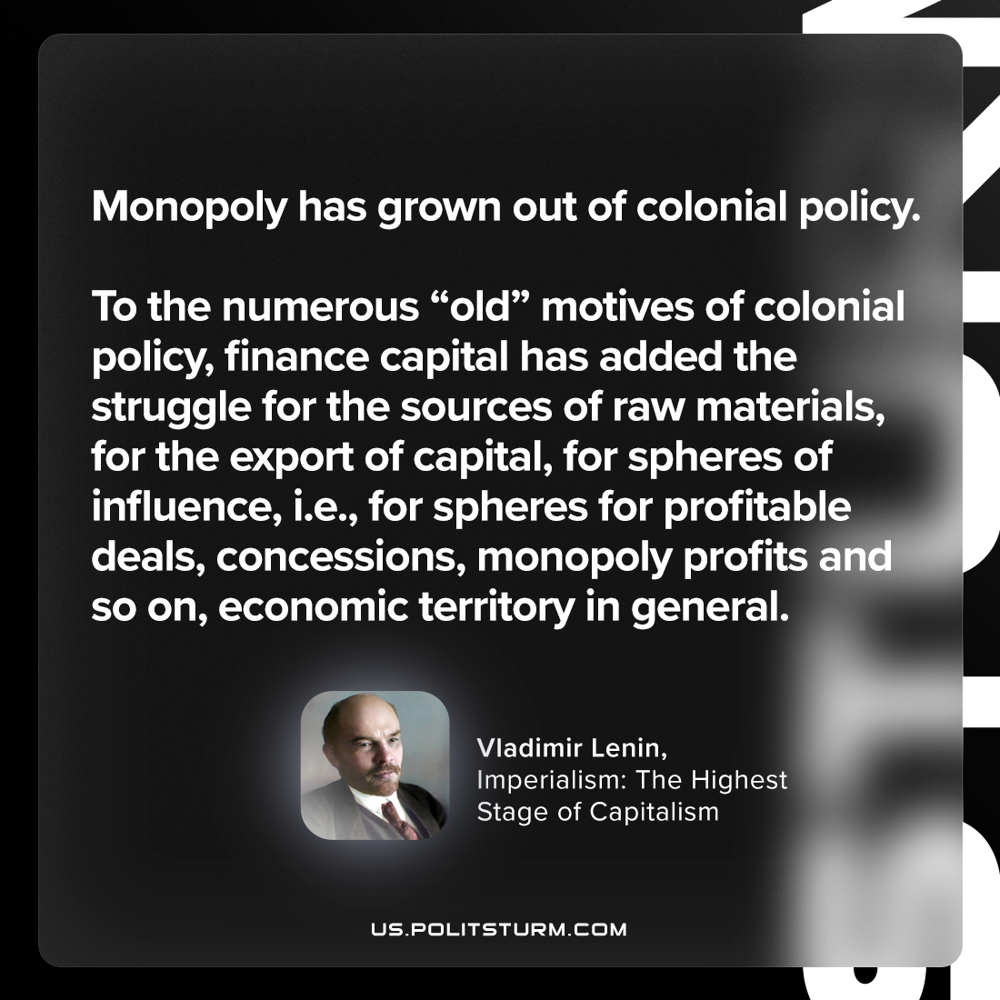 Monopoly has grown out of colonial policy.
To the numerous “old” motives of colonial
policy, finance capital has added the
struggle for the sources of raw materials,
for the export of capital, for spheres of
influence, i.e., for spheres for profitable
deals, concessions, monopoly profits and
so on, economic territory in general.
Vladimir Lenin,
Imperialism: The Highest
Stage of Capitalism
US.POLITSTURM.COM